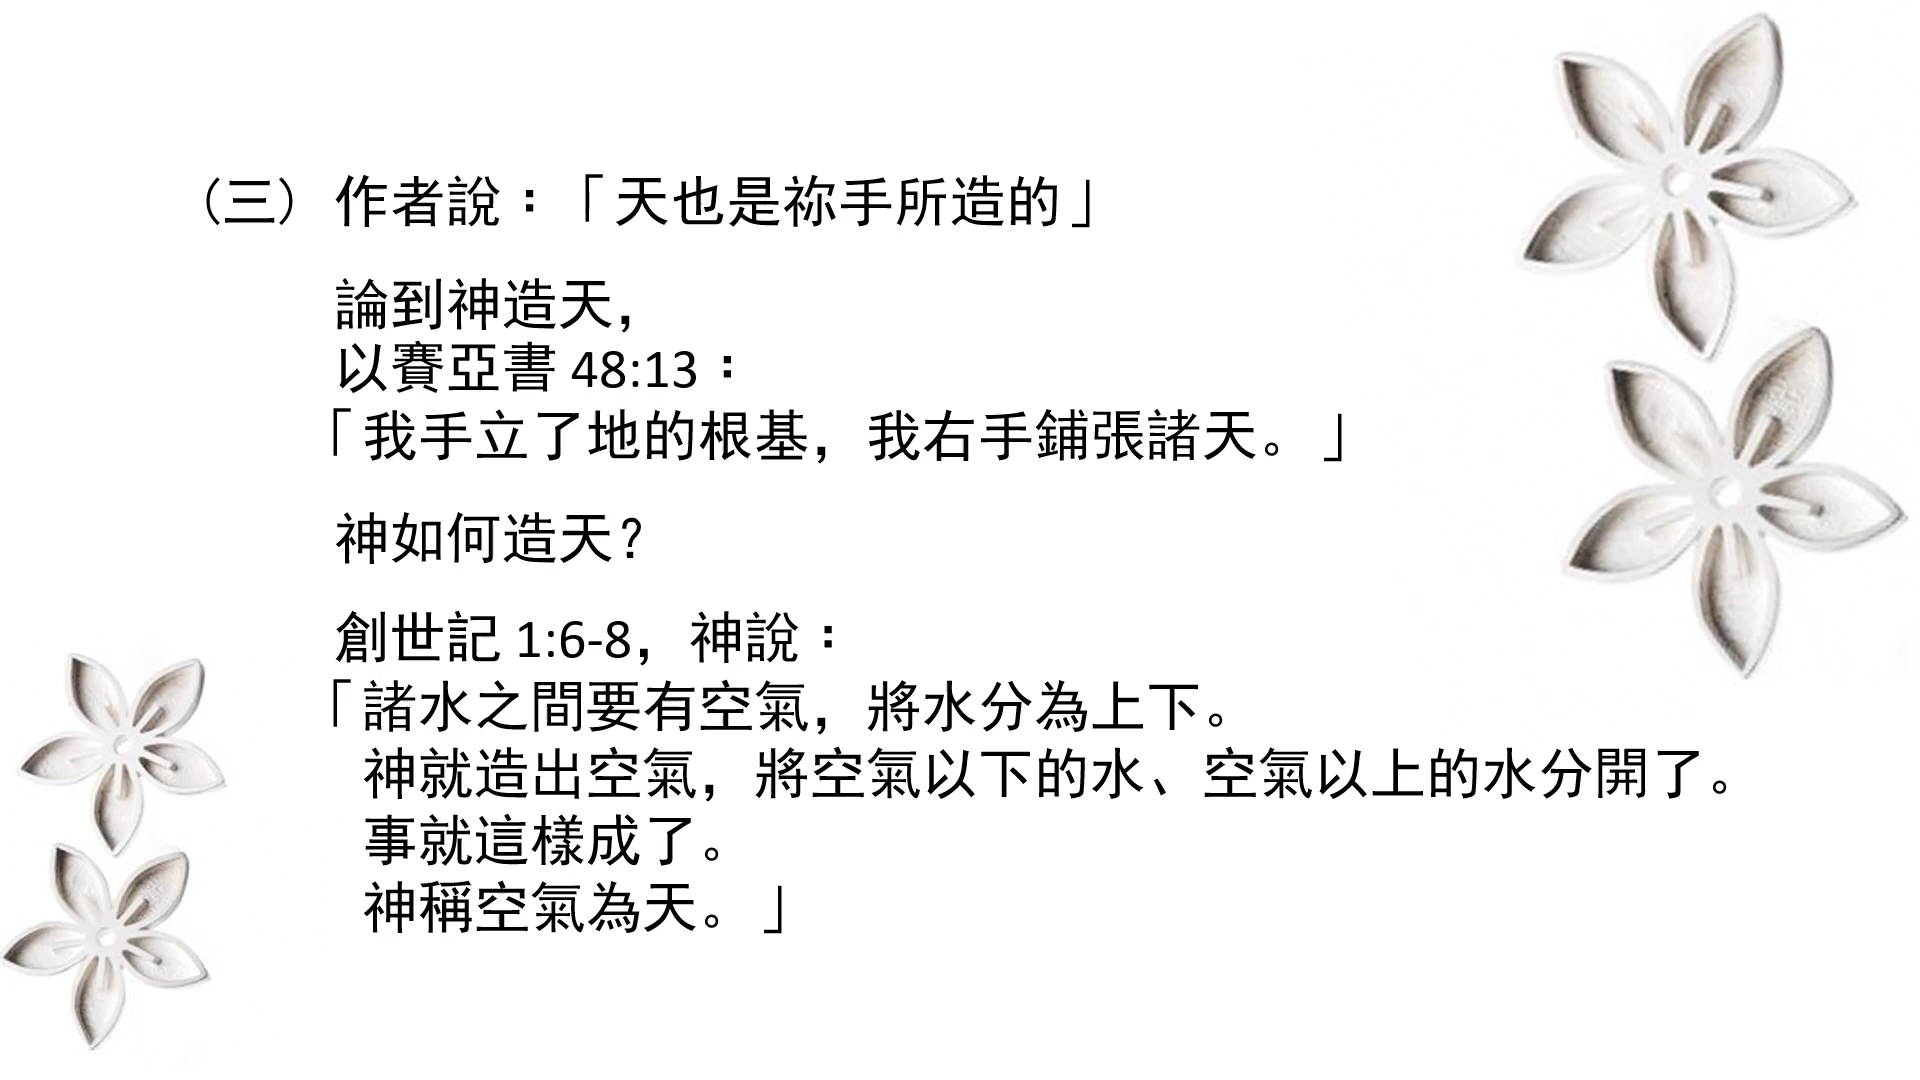 （三） 作者說：「天也是祢手所造的」
論到神造天，
以賽亞書 48:13：
「我手立了地的根基，我右手鋪張諸天。」
神如何造天？
創世記 1:6-8，神說：
「諸水之間要有空氣，將水分為上下。
神就造出空氣，將空氣以下的水、空氣以上的水分開了。
事就這樣成了。
神稱空氣為天。」